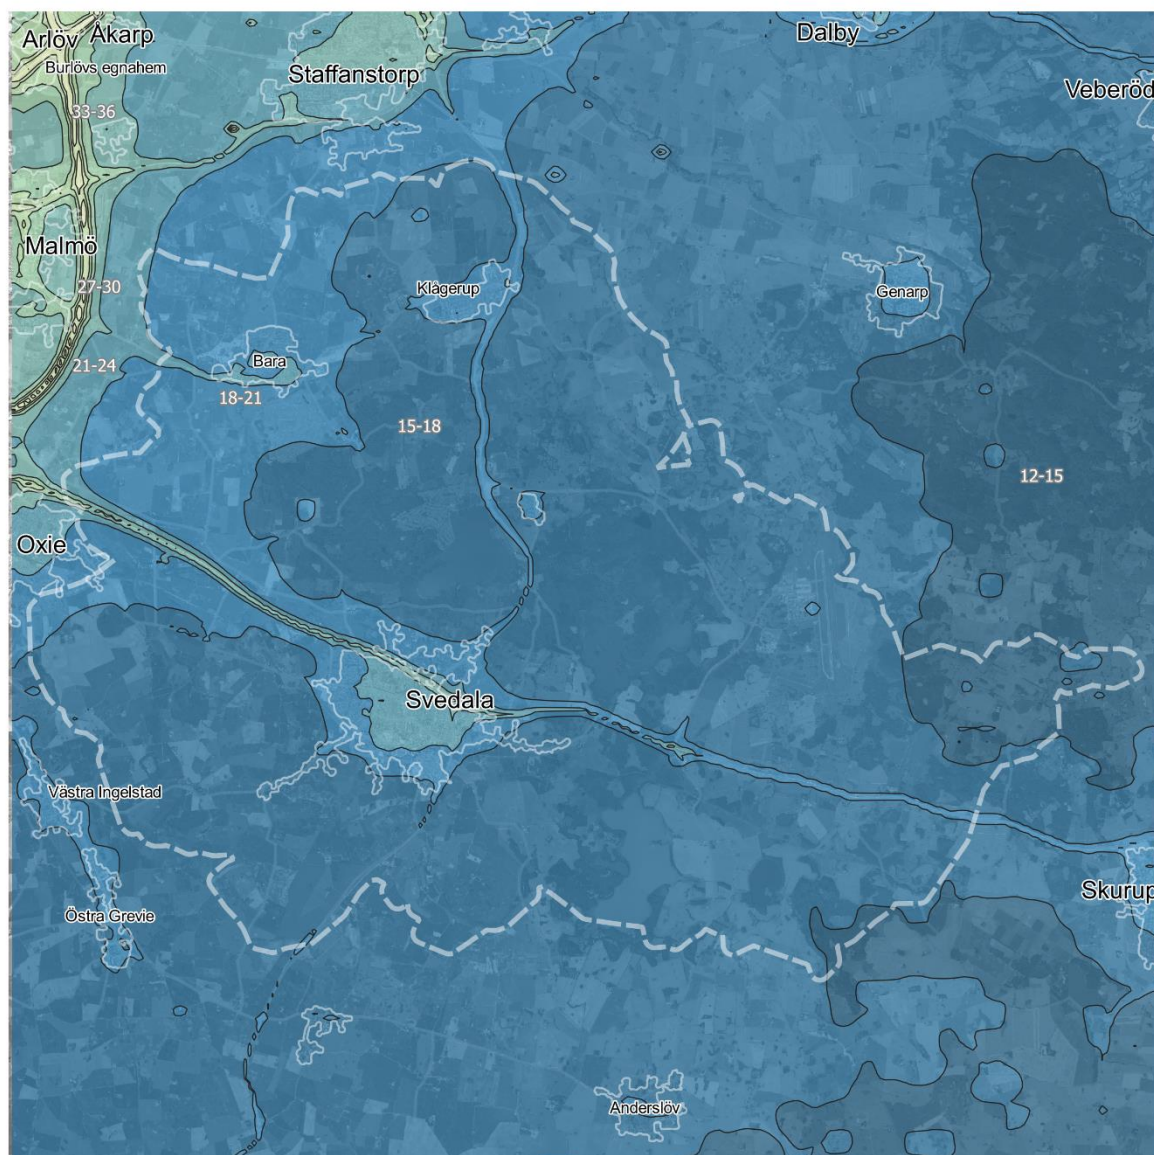 Arlöv
Åkarp
Burlövs egnahem
Staffanstorp
Dalby
Veberöd
33-36
Malmö
27-30
Klågerup
Genarp
21-24
Bara
18-21
15-18
12-15
Oxie
Svedala
Västra Ingelstad
Östra Grevie
Skurup
Anderslöv